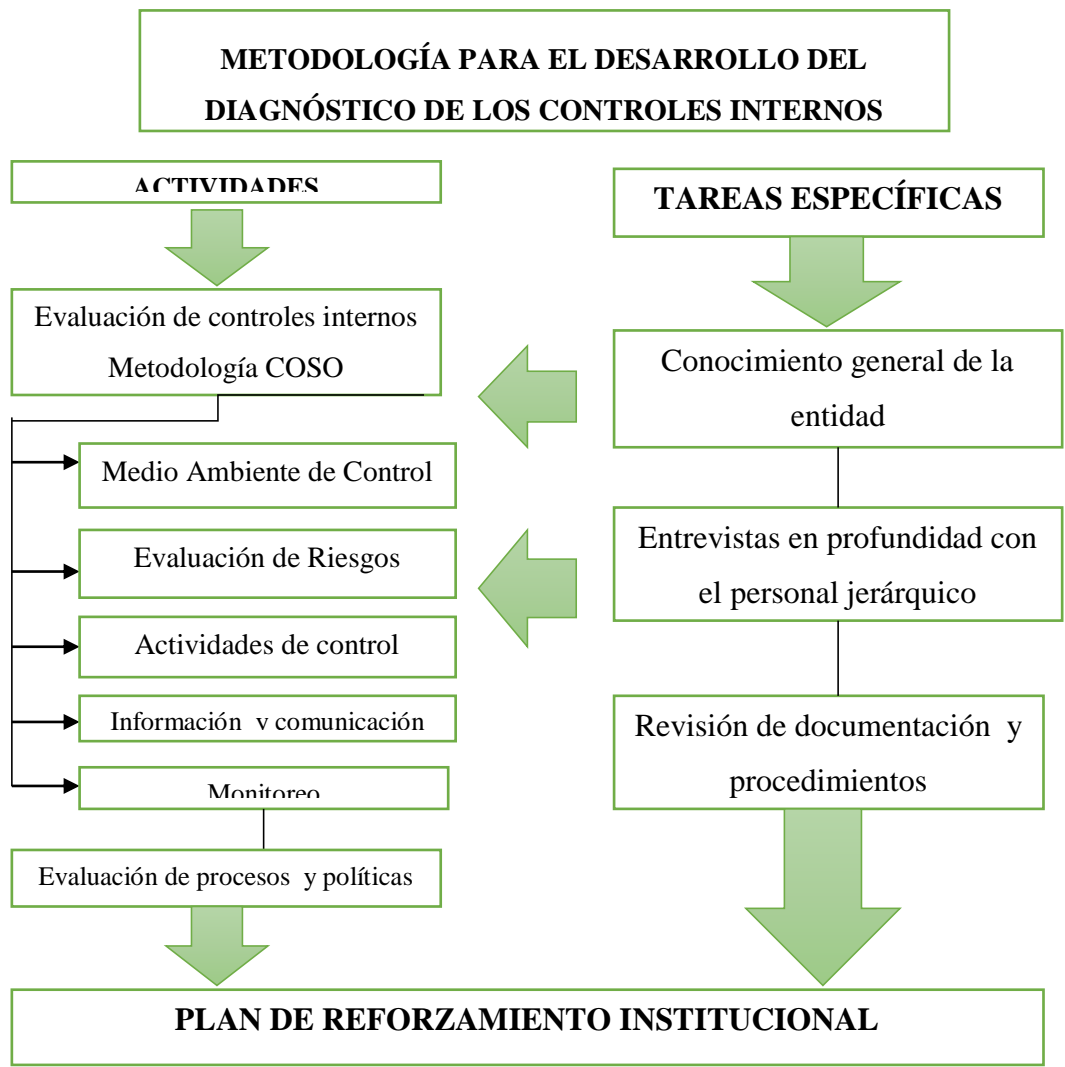 METODOLOGÍA PARA EL DESARROLLO DEL
DIAGNÓSTICO DE LOS CONTROLES INTERNOS
ACTIVIDADES
Evaluación de controles internos
Metodología COSO
Medio Ambiente de Control
Evaluación de Riesgos
Actividades de control
Información y comunicación
Monitoreo
Evaluación de procesos y políticas
TAREAS ESPECÍFICAS
Conocimiento general de la
entidad
Entrevistas en profundidad con
el personal jerárquico
Revisión de documentación y
procedimientos
PLAN DE REFORZAMIENTO INSTITUCIONAL